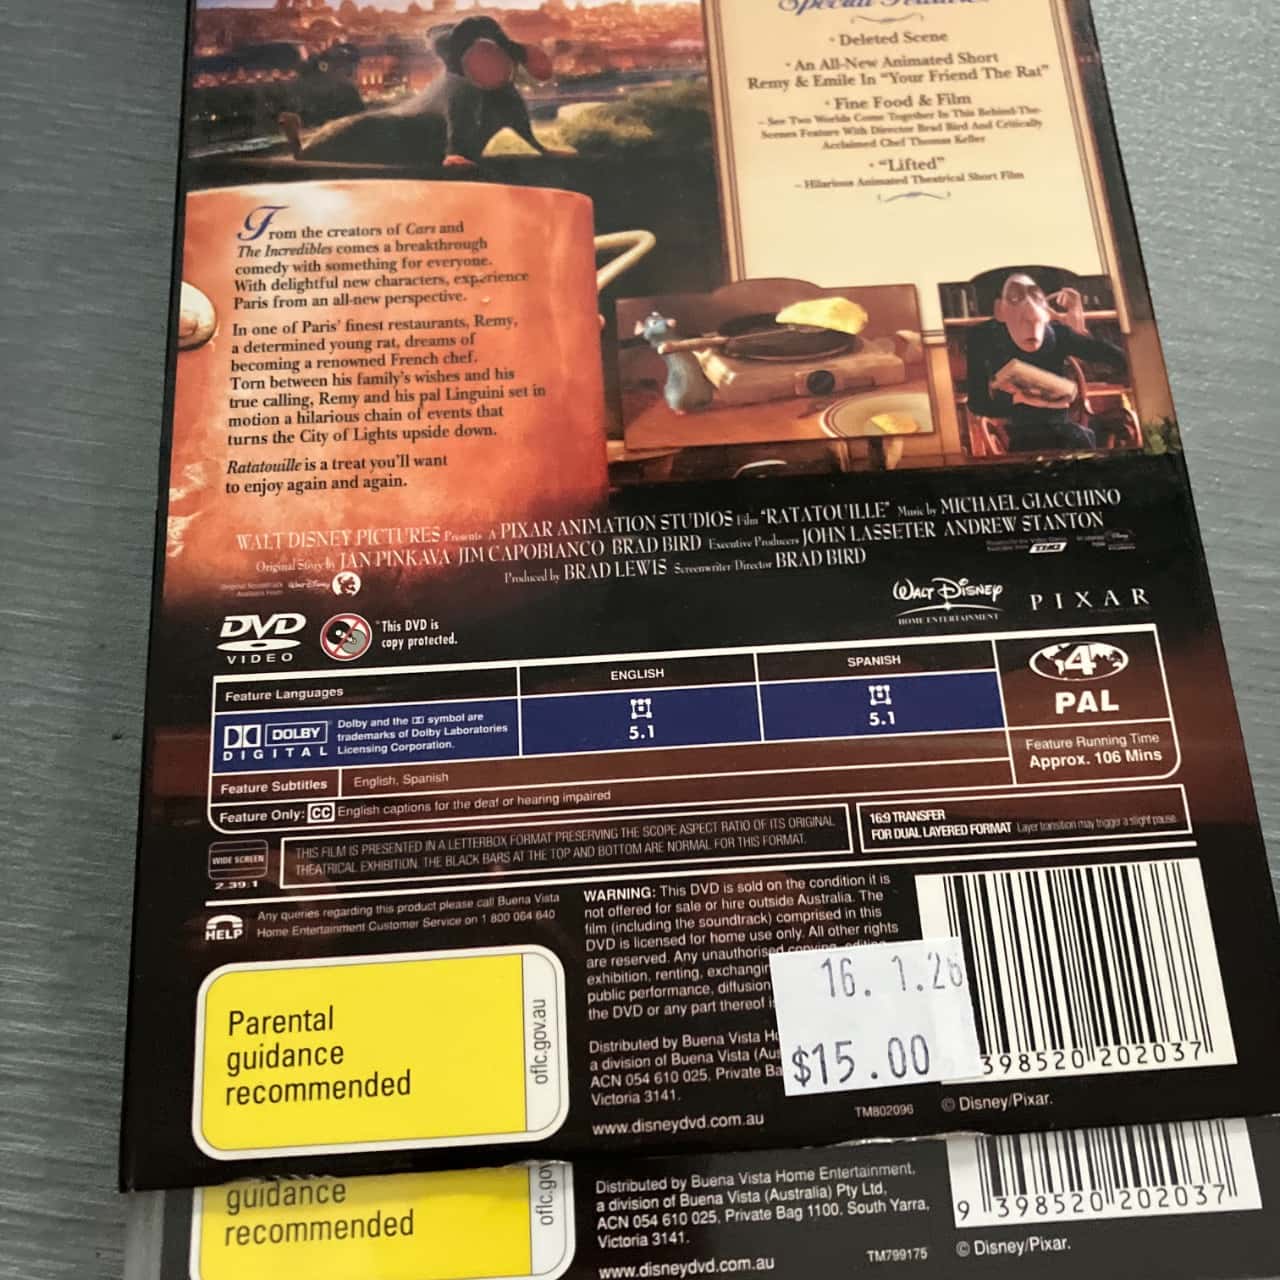 Special Features
• Deleted Scene
• An All-New Animated Short
Remy & Emile In "Your Friend The Rat"
• Fine Food & Film
– See Two Worlds Come Together In This Behind-The-
Scenes Feature With Director Brad Bird And Critically
Acclaimed Chef Thomas Keller
• "Lifted"
– Hilarious Animated Theatrical Short Film
From the creators of Cars and
The Incredibles comes a breakthrough
comedy with something for everyone.
With delightful new characters, experience
Paris from an all-new perspective.
In one of Paris' finest restaurants, Remy,
a determined young rat, dreams of
becoming a renowned French chef.
Torn between his family's wishes and his
true calling, Remy and his pal Linguini set in
motion a hilarious chain of events that
turns the City of Lights upside down.
Ratatouille is a treat you'll want
to enjoy again and again.
WALT DISNEY PICTURES Presents A PIXAR ANIMATION STUDIOS Film "RATATOUILLE" Music by MICHAEL GIACCHINO
Original Story by JAN PINKAVA JIM CAPOBIANCO BRAD BIRD Executive Producers JOHN LASSETER ANDREW STANTON
Produced by BRAD LEWIS Screenwriter Director BRAD BIRD
Original Soundtrack
Available From
Walt Disney
THX
DVD
VIDEO
This DVD is
copy protected.
WALT DISNEY
HOME ENTERTAINMENT
PIXAR
Feature Languages
ENGLISH
SPANISH
DOLBY
DIGITAL
Dolby and the DD symbol are
trademarks of Dolby Laboratories
Licensing Corporation.
5.1
5.1
4
PAL
Feature Running Time
Approx. 106 Mins
Feature Subtitles
English, Spanish
Feature Only: CC English captions for the deaf or hearing impaired
WIDE SCREEN
2.39:1
THIS FILM IS PRESENTED IN A LETTERBOX FORMAT PRESERVING THE SCOPE ASPECT RATIO OF ITS ORIGINAL
THEATRICAL EXHIBITION. THE BLACK BARS AT THE TOP AND BOTTOM ARE NORMAL FOR THIS FORMAT.
16:9 TRANSFER
FOR DUAL LAYERED FORMAT Layer transition may trigger a slight pause.
HELP
Any queries regarding this product please call Buena Vista
Home Entertainment Customer Service on 1 800 064 640
WARNING: This DVD is sold on the condition it is
not offered for sale or hire outside Australia. The
film (including the soundtrack) comprised in this
DVD is licensed for home use only. All other rights
are reserved. Any unauthorised copying, editing,
exhibition, renting, exchangin
public performance, diffusion
the DVD or any part thereof i
Distributed by Buena Vista H
a division of Buena Vista (Aus
ACN 054 610 025, Private Ba
Victoria 3141.
www.disneydvd.com.au
16. 1.26
$15.00
398520 202037
TM802096
© Disney/Pixar.
Parental
guidance
recommended
oflc.gov.au
guidance
recommended
oflc.gov
Distributed by Buena Vista Home Entertainment,
a division of Buena Vista (Australia) Pty Ltd,
ACN 054 610 025, Private Bag 1100, South Yarra,
Victoria 3141.
www.disneydvd.com.au
TM799175
9 398520 202037
© Disney/Pixar.